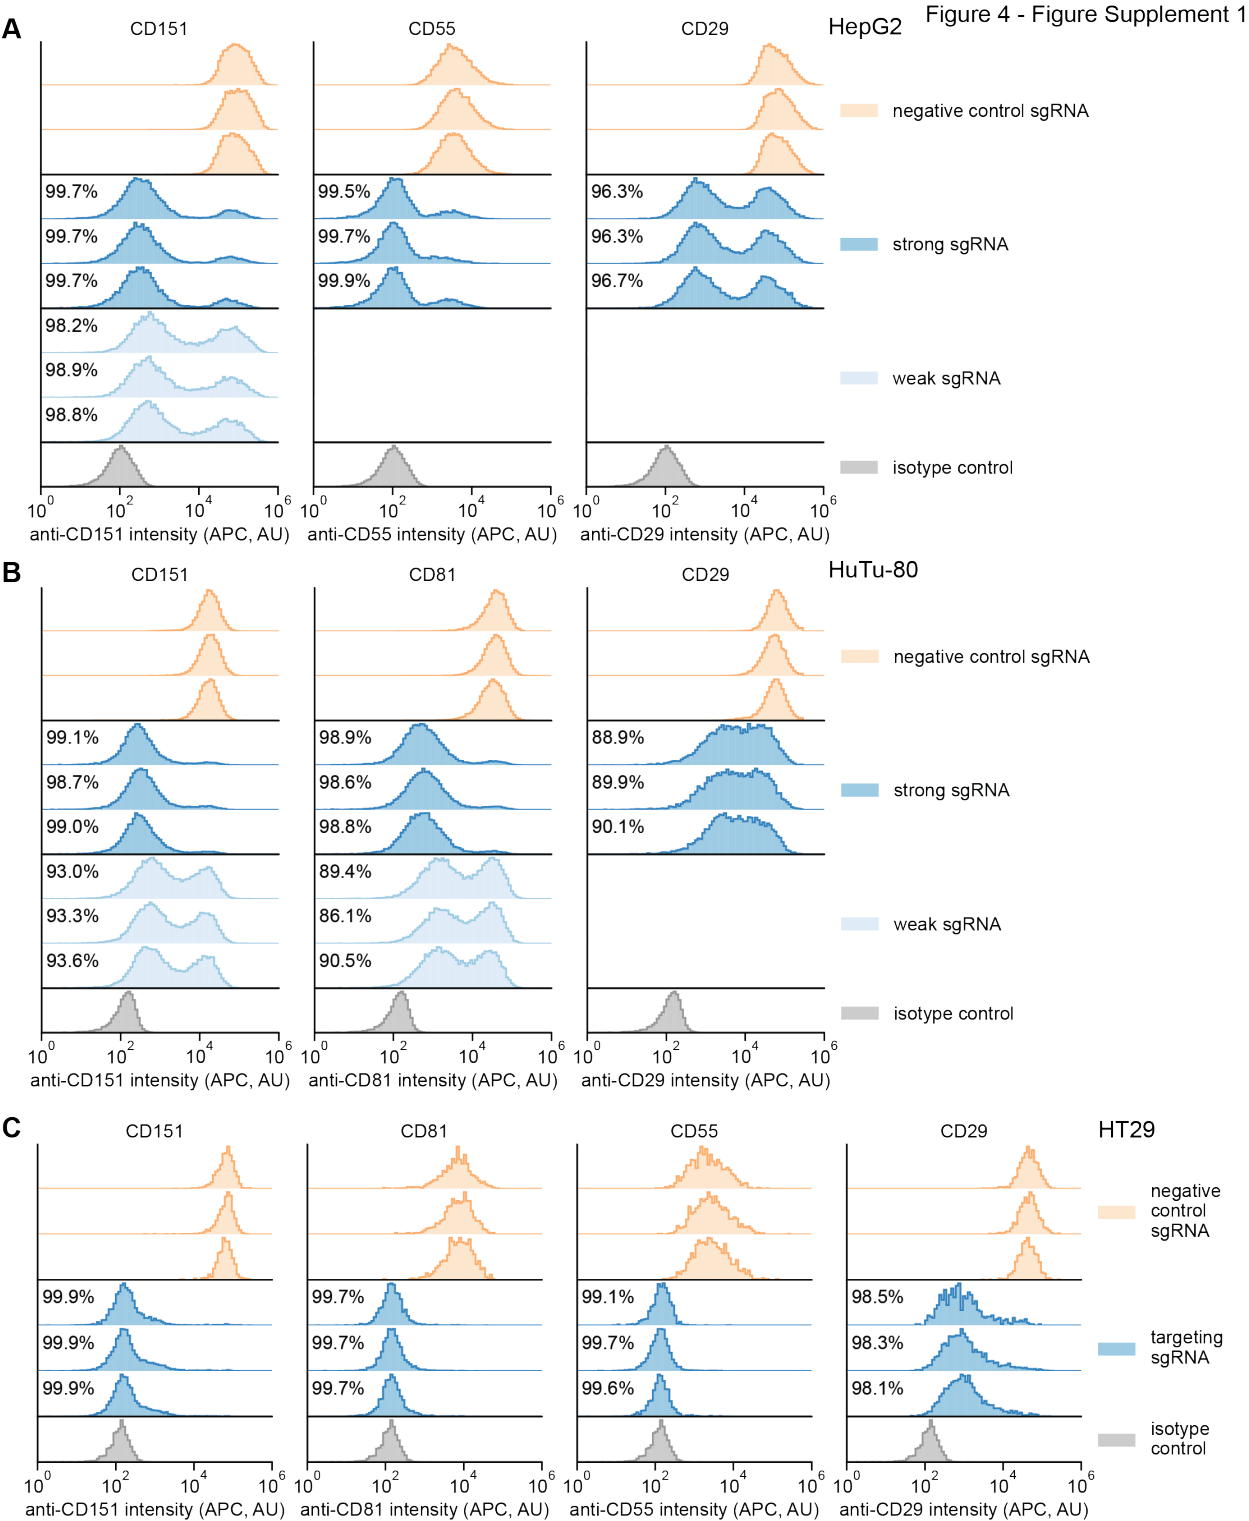 Figure 4 - Figure Supplement 1
A
CD151
CD55
CD29
HepG2
negative control sgRNA
99.7%
99.5%
96.3%
99.7%
99.7%
96.3%
strong sgRNA
99.7%
99.9%
96.7%
98.2%
98.9%
weak sgRNA
98.8%
isotype control
10^0 10^2 10^4 10^6
10^0 10^2 10^4 10^6
10^0 10^2 10^4 10^6
anti-CD151 intensity (APC, AU)
anti-CD55 intensity (APC, AU)
anti-CD29 intensity (APC, AU)
B
CD151
CD81
CD29
HuTu-80
negative control sgRNA
99.1%
98.9%
88.9%
98.7%
98.6%
89.9%
strong sgRNA
99.0%
98.8%
90.1%
93.0%
89.4%
93.3%
86.1%
weak sgRNA
93.6%
90.5%
isotype control
10^0 10^2 10^4 10^6
10^0 10^2 10^4 10^6
10^0 10^2 10^4 10^6
anti-CD151 intensity (APC, AU)
anti-CD81 intensity (APC, AU)
anti-CD29 intensity (APC, AU)
C
CD151
CD81
CD55
CD29
HT29
negative
control
sgRNA
99.9%
99.7%
99.1%
98.5%
99.9%
99.7%
99.7%
98.3%
targeting
sgRNA
99.9%
99.7%
99.6%
98.1%
isotype
control
10^0 10^2 10^4 10^6
10^0 10^2 10^4 10^6
10^0 10^2 10^4 10^6
10^0 10^2 10^4 10^6
anti-CD151 intensity (APC, AU)
anti-CD81 intensity (APC, AU)
anti-CD55 intensity (APC, AU)
anti-CD29 intensity (APC, AU)